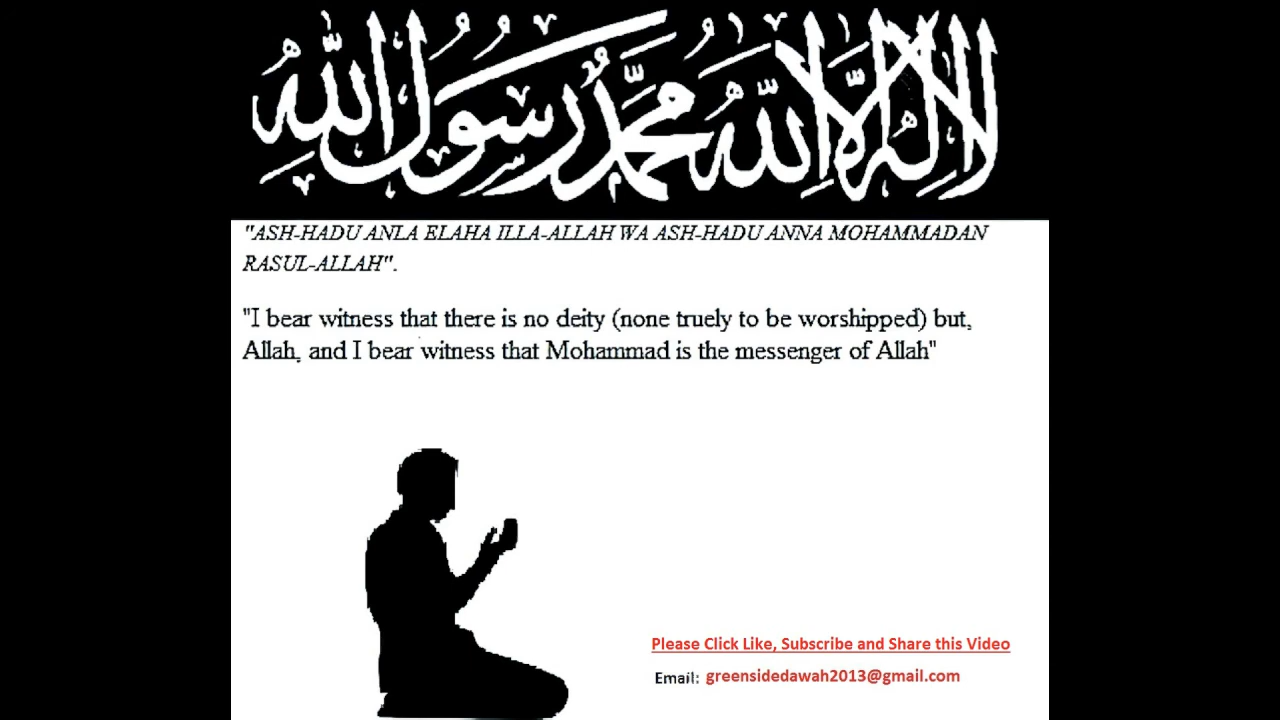 لا إله إلا الله محمد رسول الله
"ASH-HADU ANLA ELAHA ILLA-ALLAH WA ASH-HADU ANNA MOHAMMADAN
RASUL-ALLAH".
"I bear witness that there is no deity (none truely to be worshipped) but,
Allah, and I bear witness that Mohammad is the messenger of Allah"
Please Click Like, Subscribe and Share this Video
Email: greensidedawah2013@gmail.com